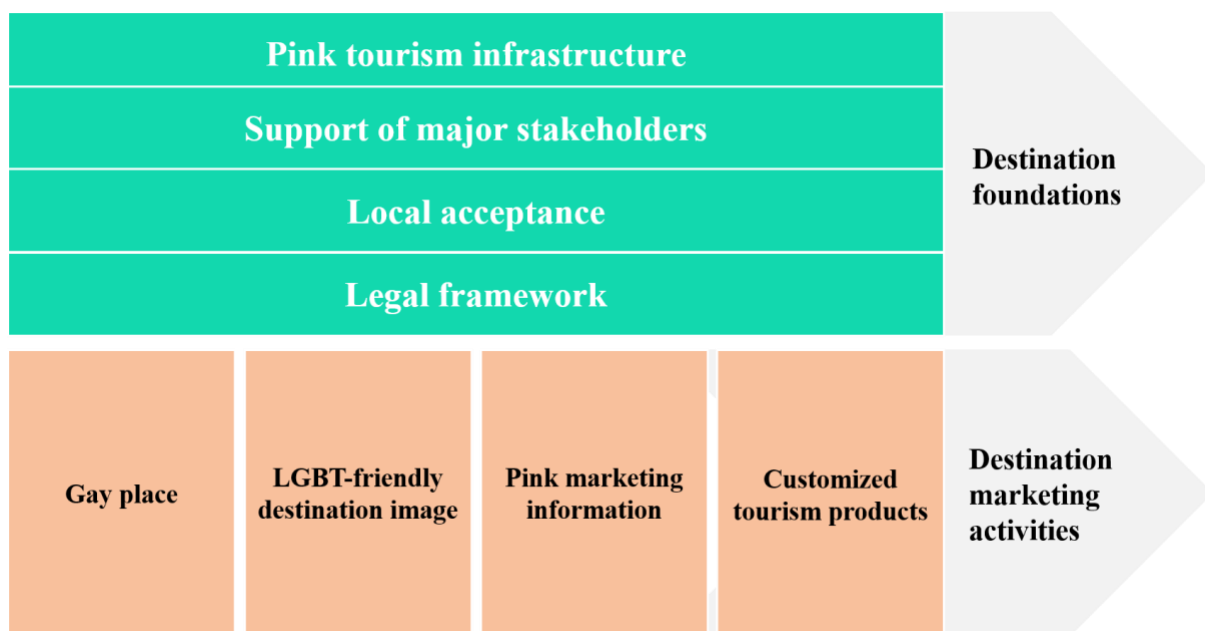 Pink tourism infrastructure
Support of major stakeholders
Local acceptance
Legal framework
Destination
foundations
Gay place
LGBT-friendly
destination image
Pink marketing
information
Customized
tourism products
Destination
marketing
activities